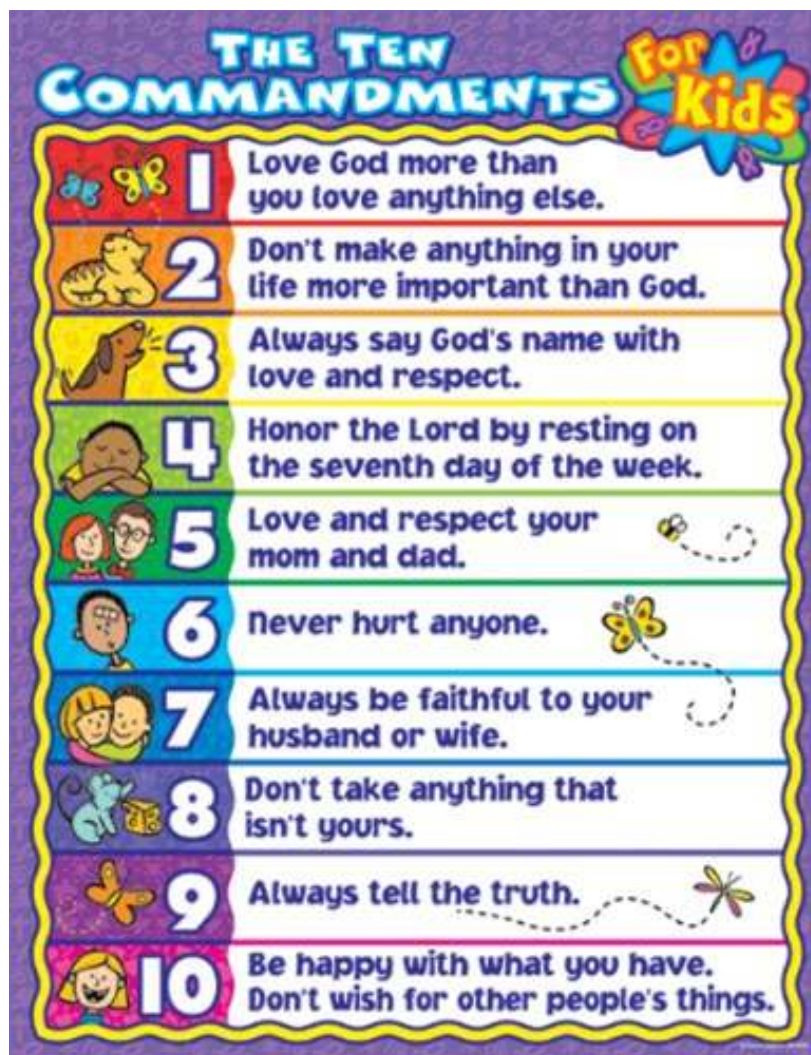 THE TEN
COMMANDMENTS
For
Kids
1
Love God more than
you love anything else.
2
Don't make anything in your
life more important than God.
3
Always say God's name with
love and respect.
4
Honor the Lord by resting on
the seventh day of the week.
5
Love and respect your
mom and dad.
6
Never hurt anyone.
7
Always be faithful to your
husband or wife.
8
Don't take anything that
isn't yours.
9
Always tell the truth.
10
Be happy with what you have.
Don't wish for other people's things.